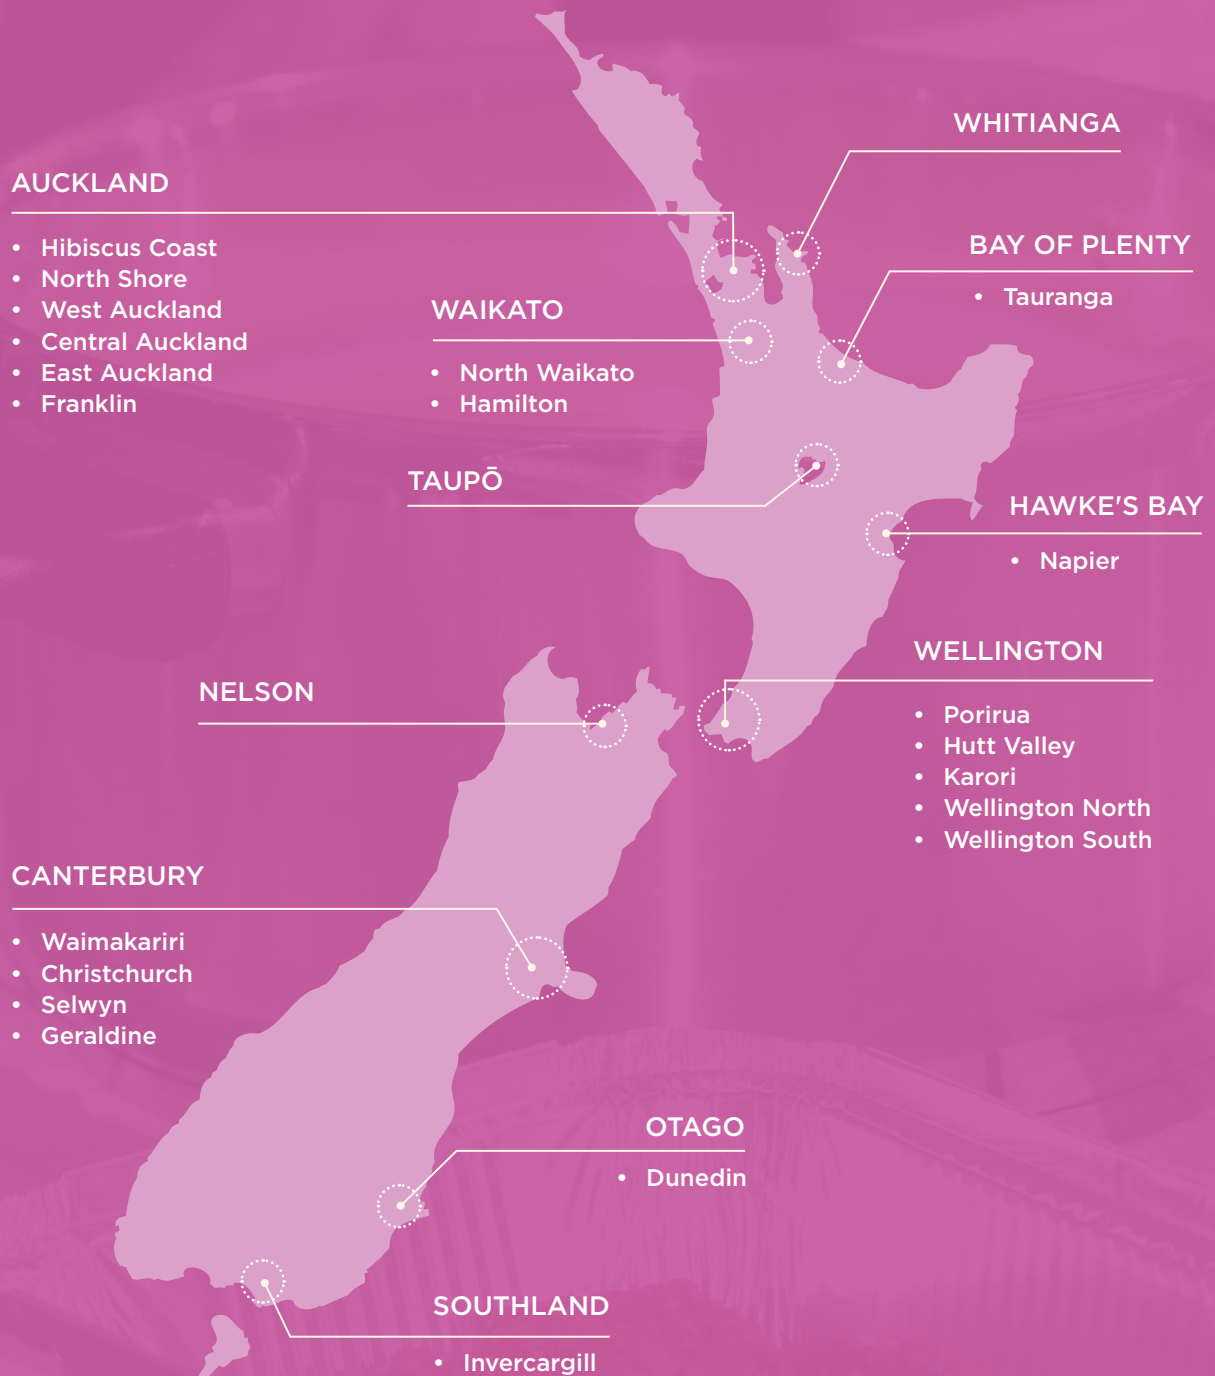 WHITIANGA
AUCKLAND
• Hibiscus Coast
• North Shore
• West Auckland
• Central Auckland
• East Auckland
• Franklin
BAY OF PLENTY
• Tauranga
WAIKATO
• North Waikato
• Hamilton
TAUPŌ
HAWKE'S BAY
• Napier
WELLINGTON
• Porirua
• Hutt Valley
• Karori
• Wellington North
• Wellington South
NELSON
CANTERBURY
• Waimakariri
• Christchurch
• Selwyn
• Geraldine
OTAGO
• Dunedin
SOUTHLAND
• Invercargill